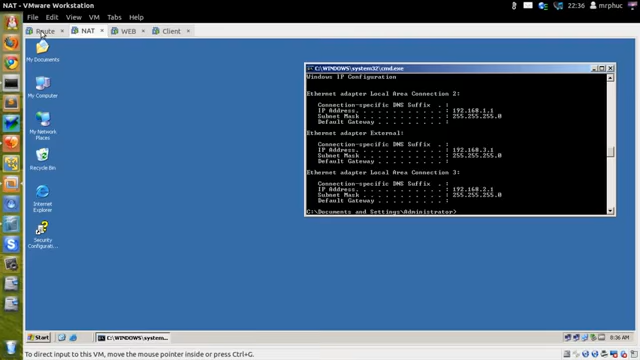 NAT - VMware Workstation
22:36
mrphuc
File Edit View VM Tabs Help
Route
NAT
WEB
Client
My Documents
My Computer
My Network
Places
Recycle Bin
Internet
Explorer
Security
Configurati...
C:\WINDOWS\system32\cmd.exe
Windows IP Configuration
Ethernet adapter Local Area Connection 2:
Connection-specific DNS Suffix . :
IP Address. . . . . . . . . . . . : 192.168.1.1
Subnet Mask . . . . . . . . . . . : 255.255.255.0
Default Gateway . . . . . . . . . :
Ethernet adapter External:
Connection-specific DNS Suffix . :
IP Address. . . . . . . . . . . . : 192.168.3.1
Subnet Mask . . . . . . . . . . . : 255.255.255.0
Default Gateway . . . . . . . . . :
Ethernet adapter Local Area Connection 3:
Connection-specific DNS Suffix . :
IP Address. . . . . . . . . . . . : 192.168.2.1
Subnet Mask . . . . . . . . . . . : 255.255.255.0
Default Gateway . . . . . . . . . :
C:\Documents and Settings\Administrator>
Start
C:\WINDOWS\system...
8:36 AM
To direct input to this VM, move the mouse pointer inside or press Ctrl+G.